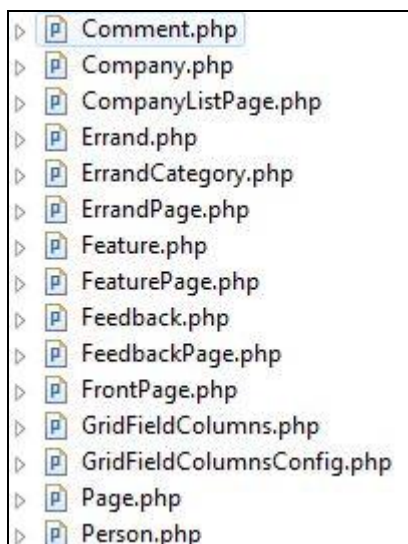 Comment.php
Company.php
CompanyListPage.php
Errand.php
ErrandCategory.php
ErrandPage.php
Feature.php
FeaturePage.php
Feedback.php
FeedbackPage.php
FrontPage.php
GridFieldColumns.php
GridFieldColumnsConfig.php
Page.php
Person.php